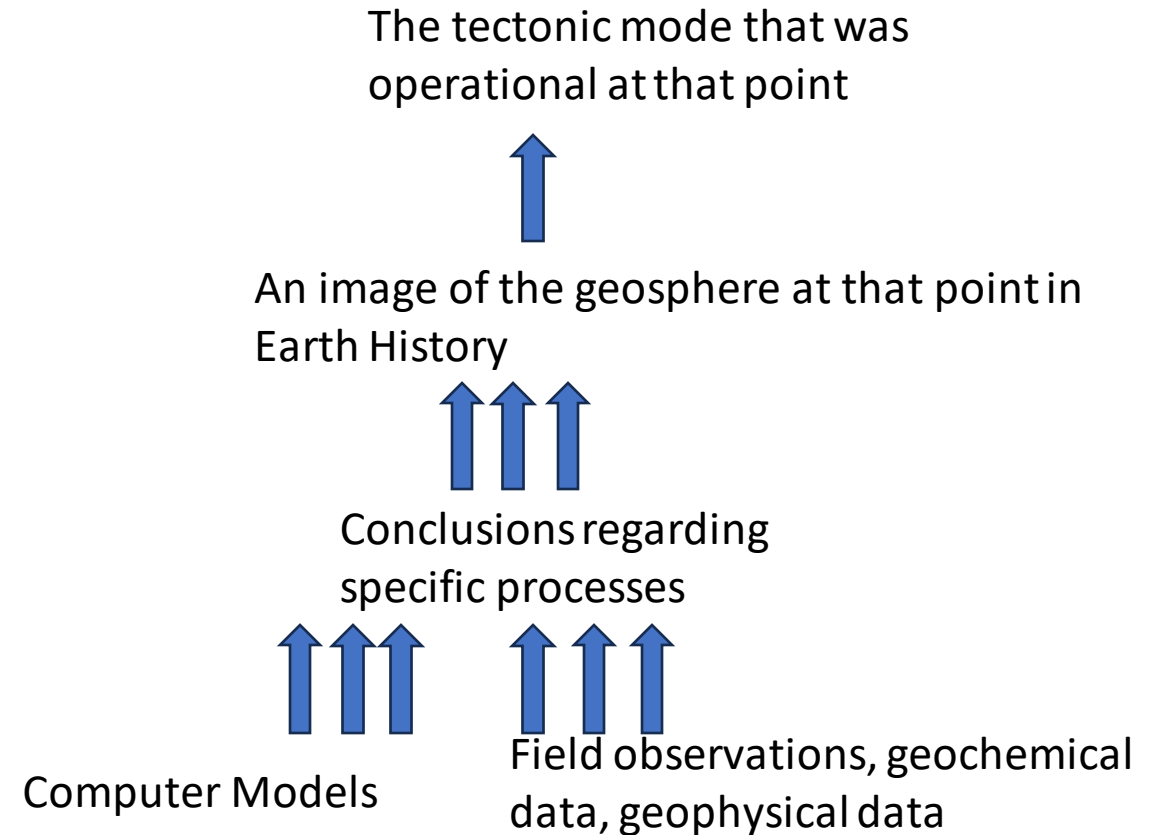 The tectonic mode that was
operational at that point
An image of the geosphere at that point in
Earth History
Conclusions regarding
specific processes
Computer Models
Field observations, geochemical
data, geophysical data